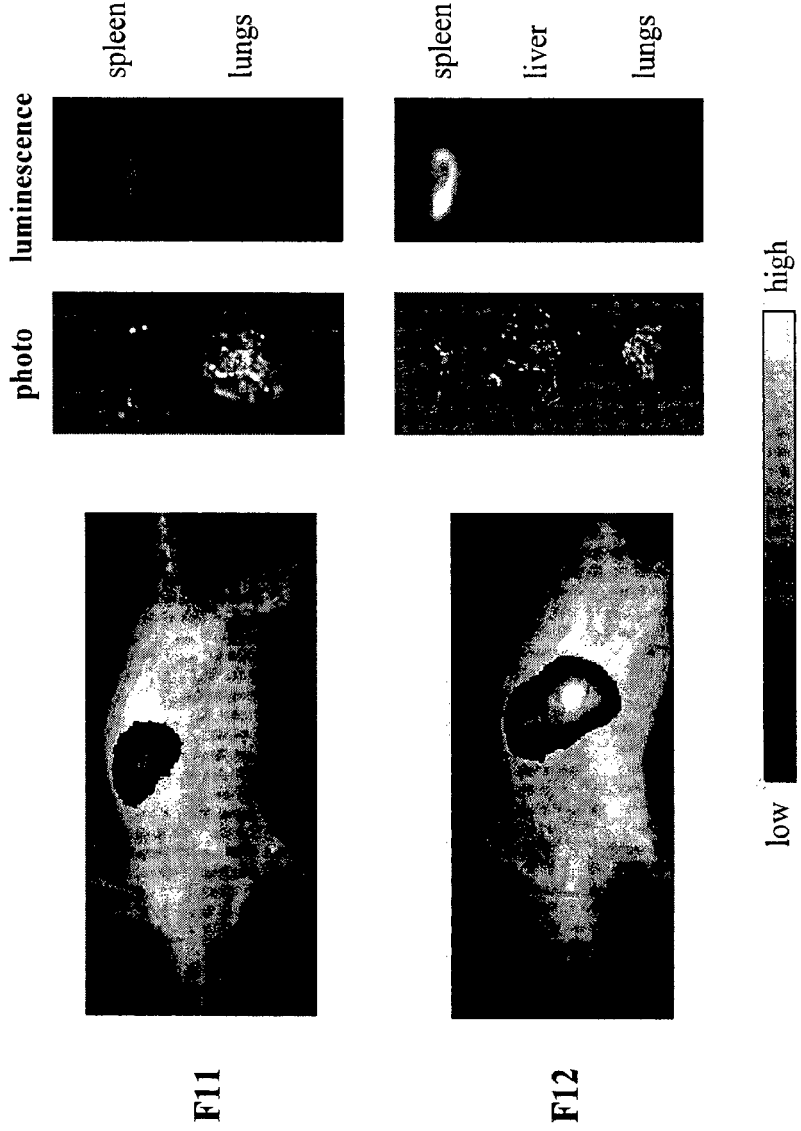 photo
luminescence
F11
spleen
lungs
F12
spleen
liver
lungs
low
high